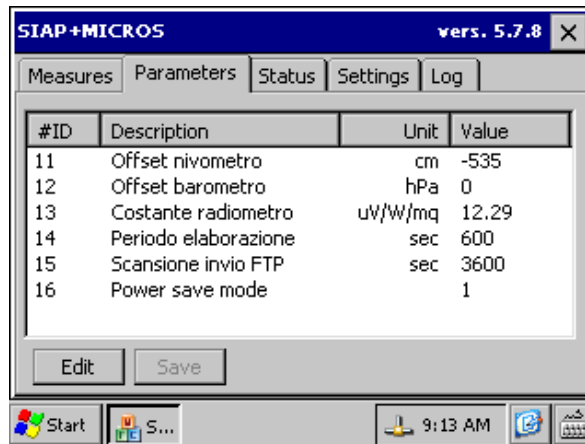 SIAP+MICROS vers. 5.7.8
Measures Parameters Status Settings Log
#ID Description Unit Value
11 Offset nivometro cm -535
12 Offset barometro hPa 0
13 Costante radiometro uV/W/mq 12.29
14 Periodo elaborazione sec 600
15 Scansione invio FTP sec 3600
16 Power save mode 1
Edit Save
Start S... 9:13 AM